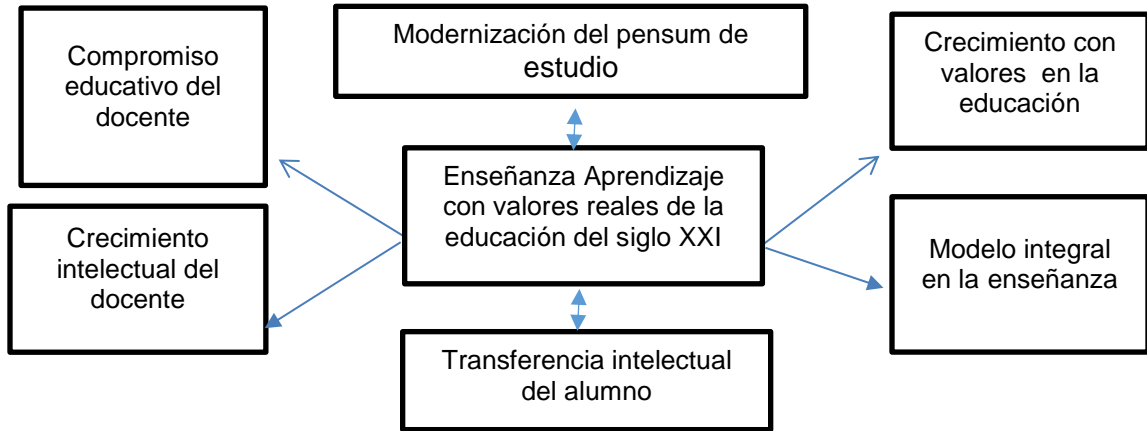 Compromiso
educativo del
docente
Modernización del pensum de
estudio
Crecimiento con
valores en la
educación
Enseñanza Aprendizaje
con valores reales de la
educación del siglo XXI
Crecimiento
intelectual del
docente
Modelo integral
en la enseñanza
Transferencia intelectual
del alumno